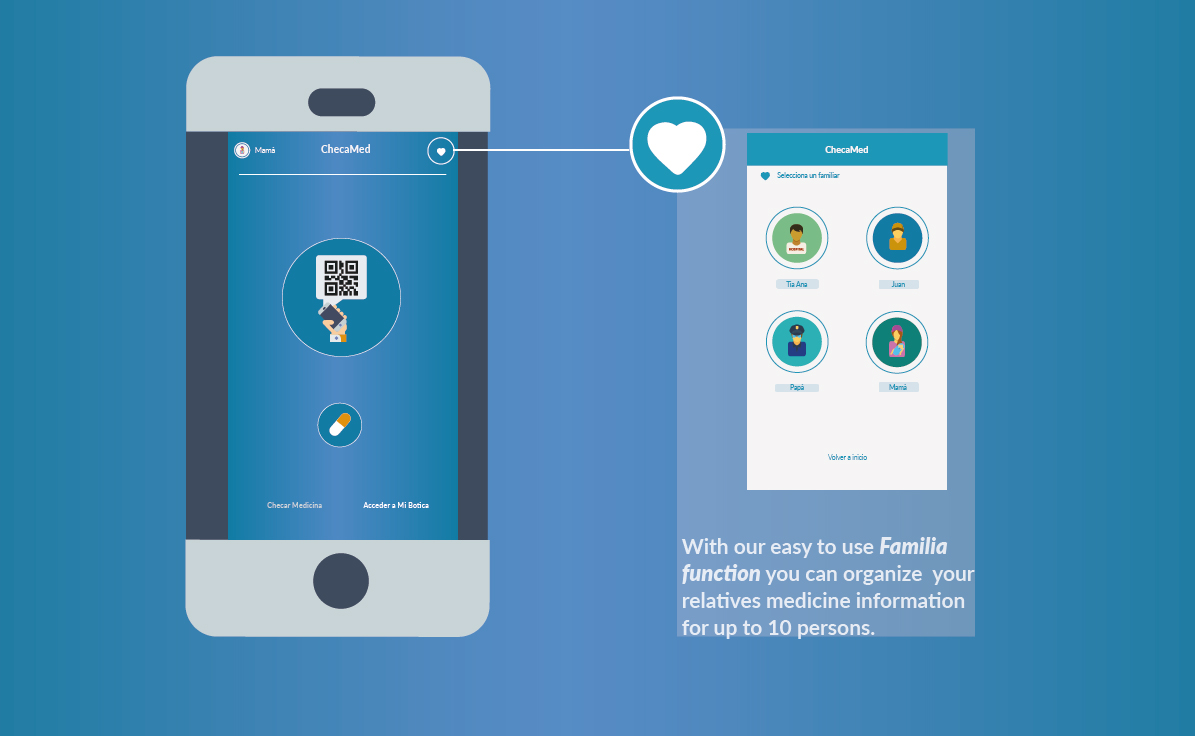 Mamá
ChecaMed
Checar Medicina
Acceder a Mi Botica
ChecaMed
Selecciona un familiar
HOSPITAL
Tía Ana
Juan
Papá
Mamá
Volver a inicio
With our easy to use Familia
function you can organize your
relatives medicine information
for up to 10 persons.